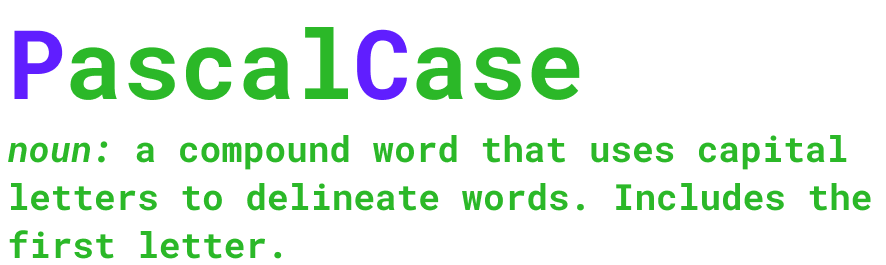 PascalCase
noun: a compound word that uses capital
letters to delineate words. Includes the
first letter.